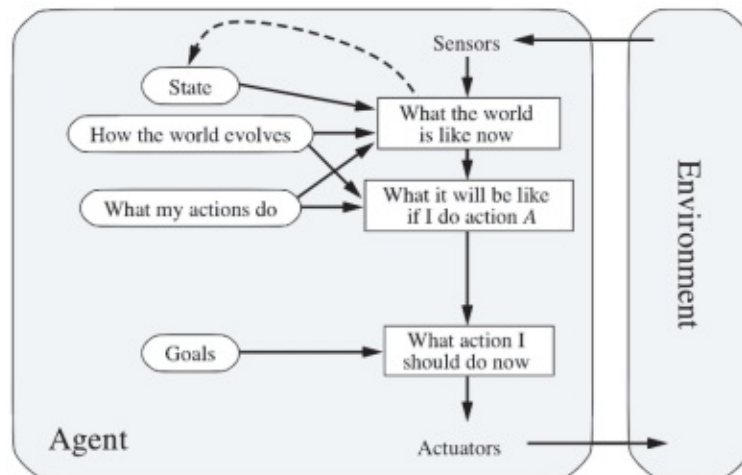 Sensors
State
What the world
is like now
How the world evolves
What it will be like
if I do action A
What my actions do
Goals
What action I
should do now
Agent
Actuators
Environment